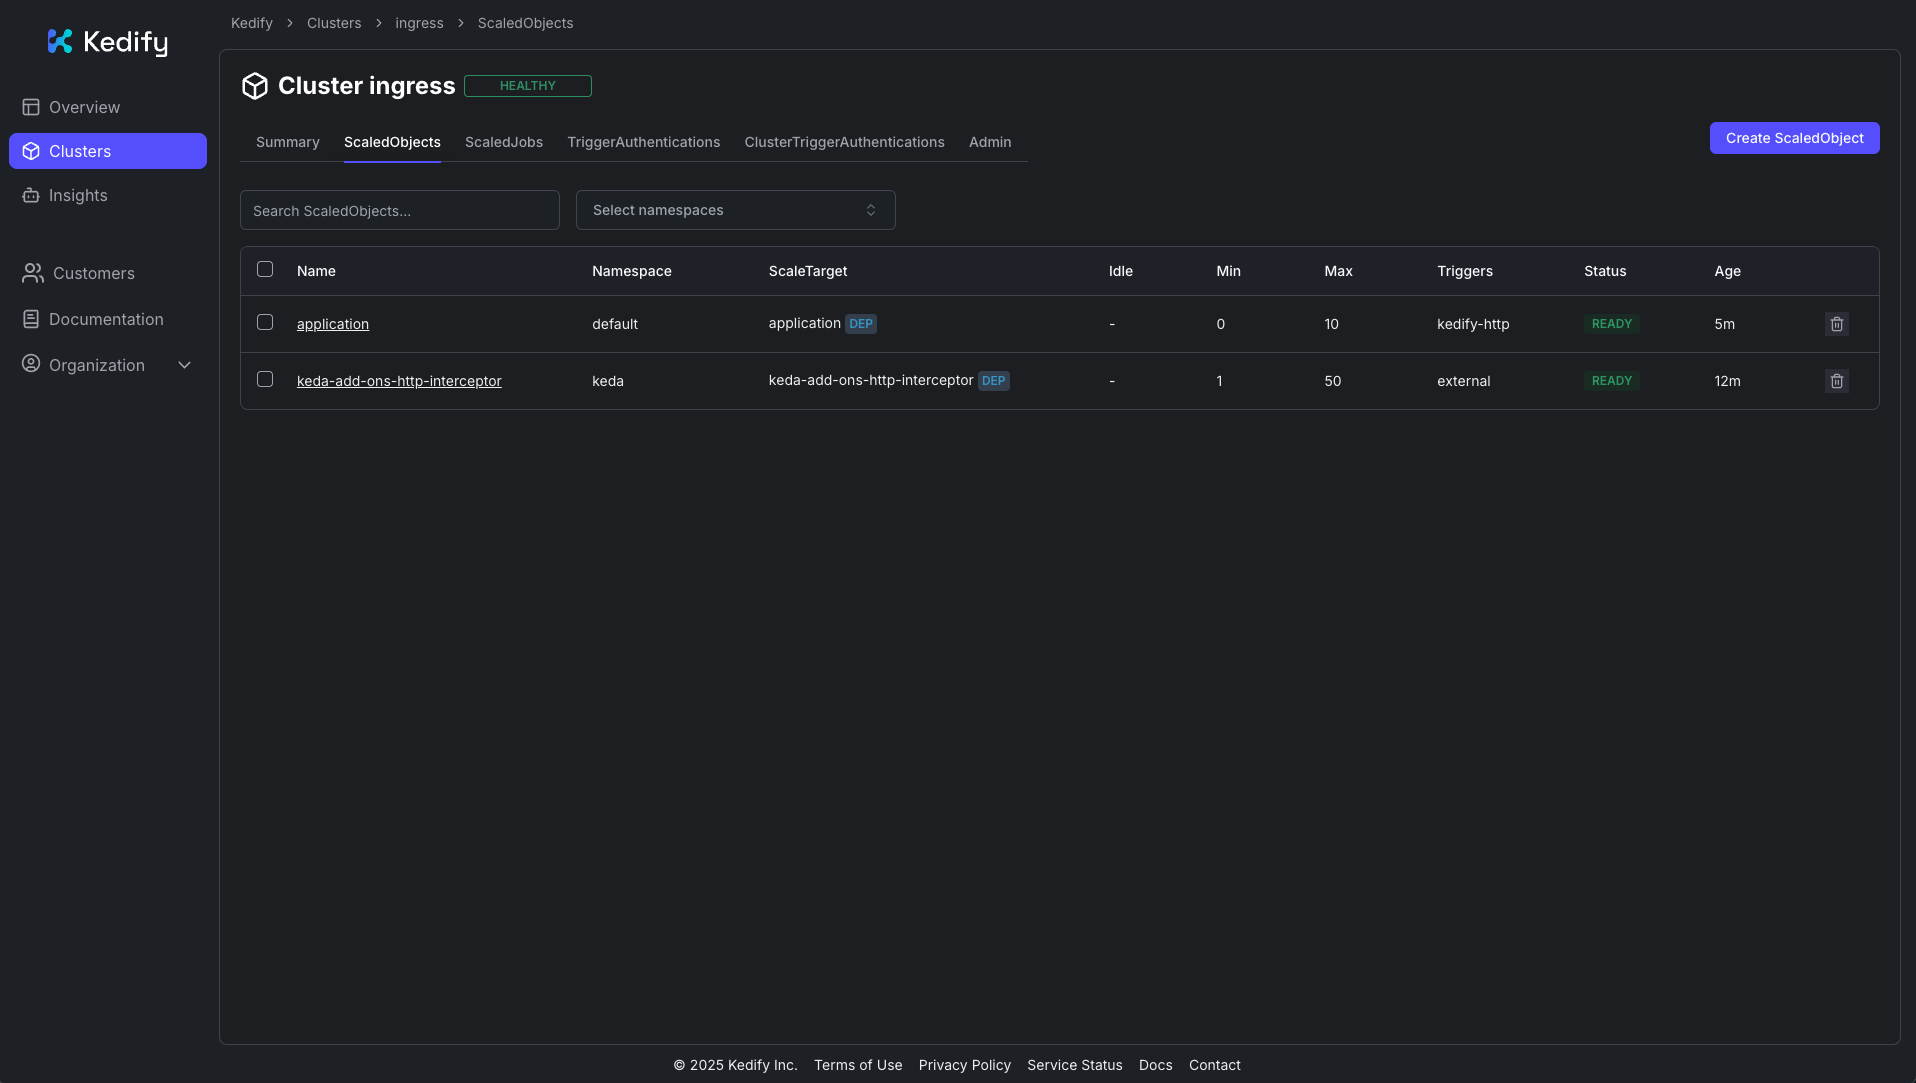 Kedify > Clusters > ingress > ScaledObjects
Kedify
Overview
Clusters
Insights
Customers
Documentation
Organization
Cluster ingress HEALTHY
Summary ScaledObjects ScaledJobs TriggerAuthentications ClusterTriggerAuthentications Admin
Create ScaledObject
Search ScaledObjects...
Select namespaces
Name Namespace ScaleTarget Idle Min Max Triggers Status Age
application default application DEP - 0 10 kedify-http READY 5m
keda-add-ons-http-interceptor keda keda-add-ons-http-interceptor DEP - 1 50 external READY 12m
© 2025 Kedify Inc. Terms of Use Privacy Policy Service Status Docs Contact